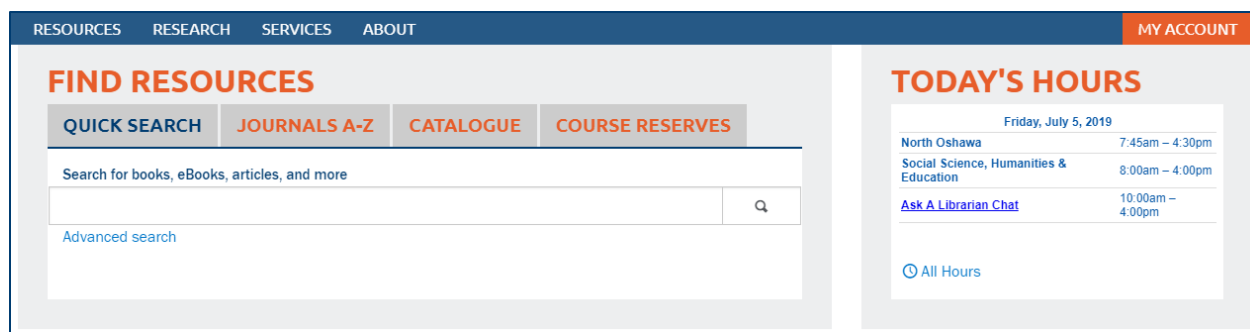 RESOURCES RESEARCH SERVICES ABOUT MY ACCOUNT
FIND RESOURCES
QUICK SEARCH JOURNALS A-Z CATALOGUE COURSE RESERVES
Search for books, eBooks, articles, and more
Advanced search
TODAY'S HOURS
Friday, July 5, 2019
North Oshawa 7:45am – 4:30pm
Social Science, Humanities &
Education 8:00am – 4:00pm
Ask A Librarian Chat 10:00am –
4:00pm
All Hours